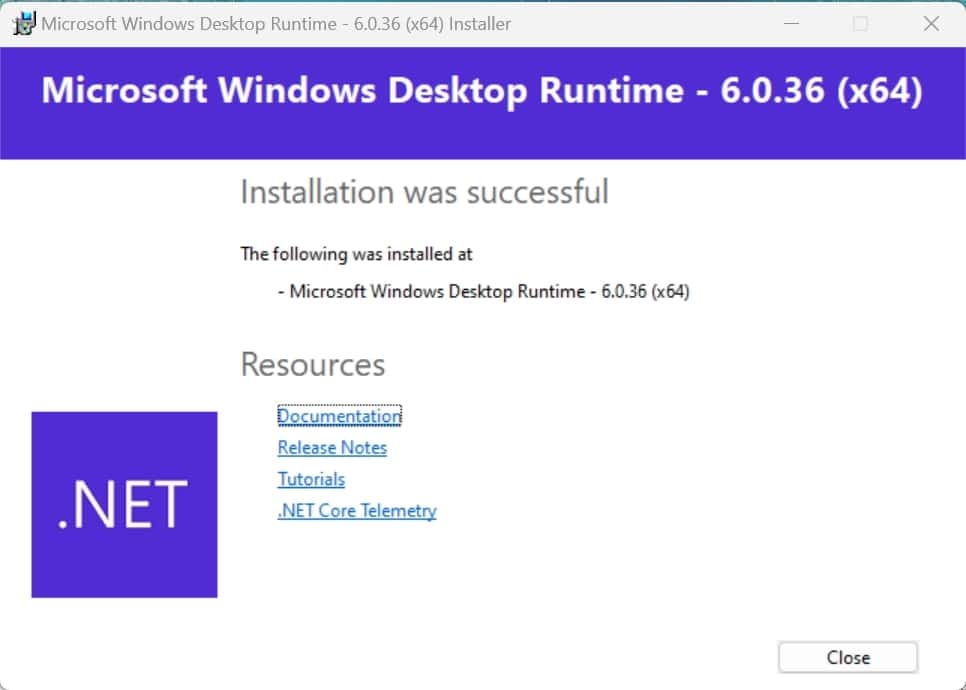 Microsoft Windows Desktop Runtime - 6.0.36 (x64) Installer
Microsoft Windows Desktop Runtime - 6.0.36 (x64)
Installation was successful
The following was installed at
- Microsoft Windows Desktop Runtime - 6.0.36 (x64)
Resources
Documentation
Release Notes
Tutorials
.NET Core Telemetry
.NET
Close